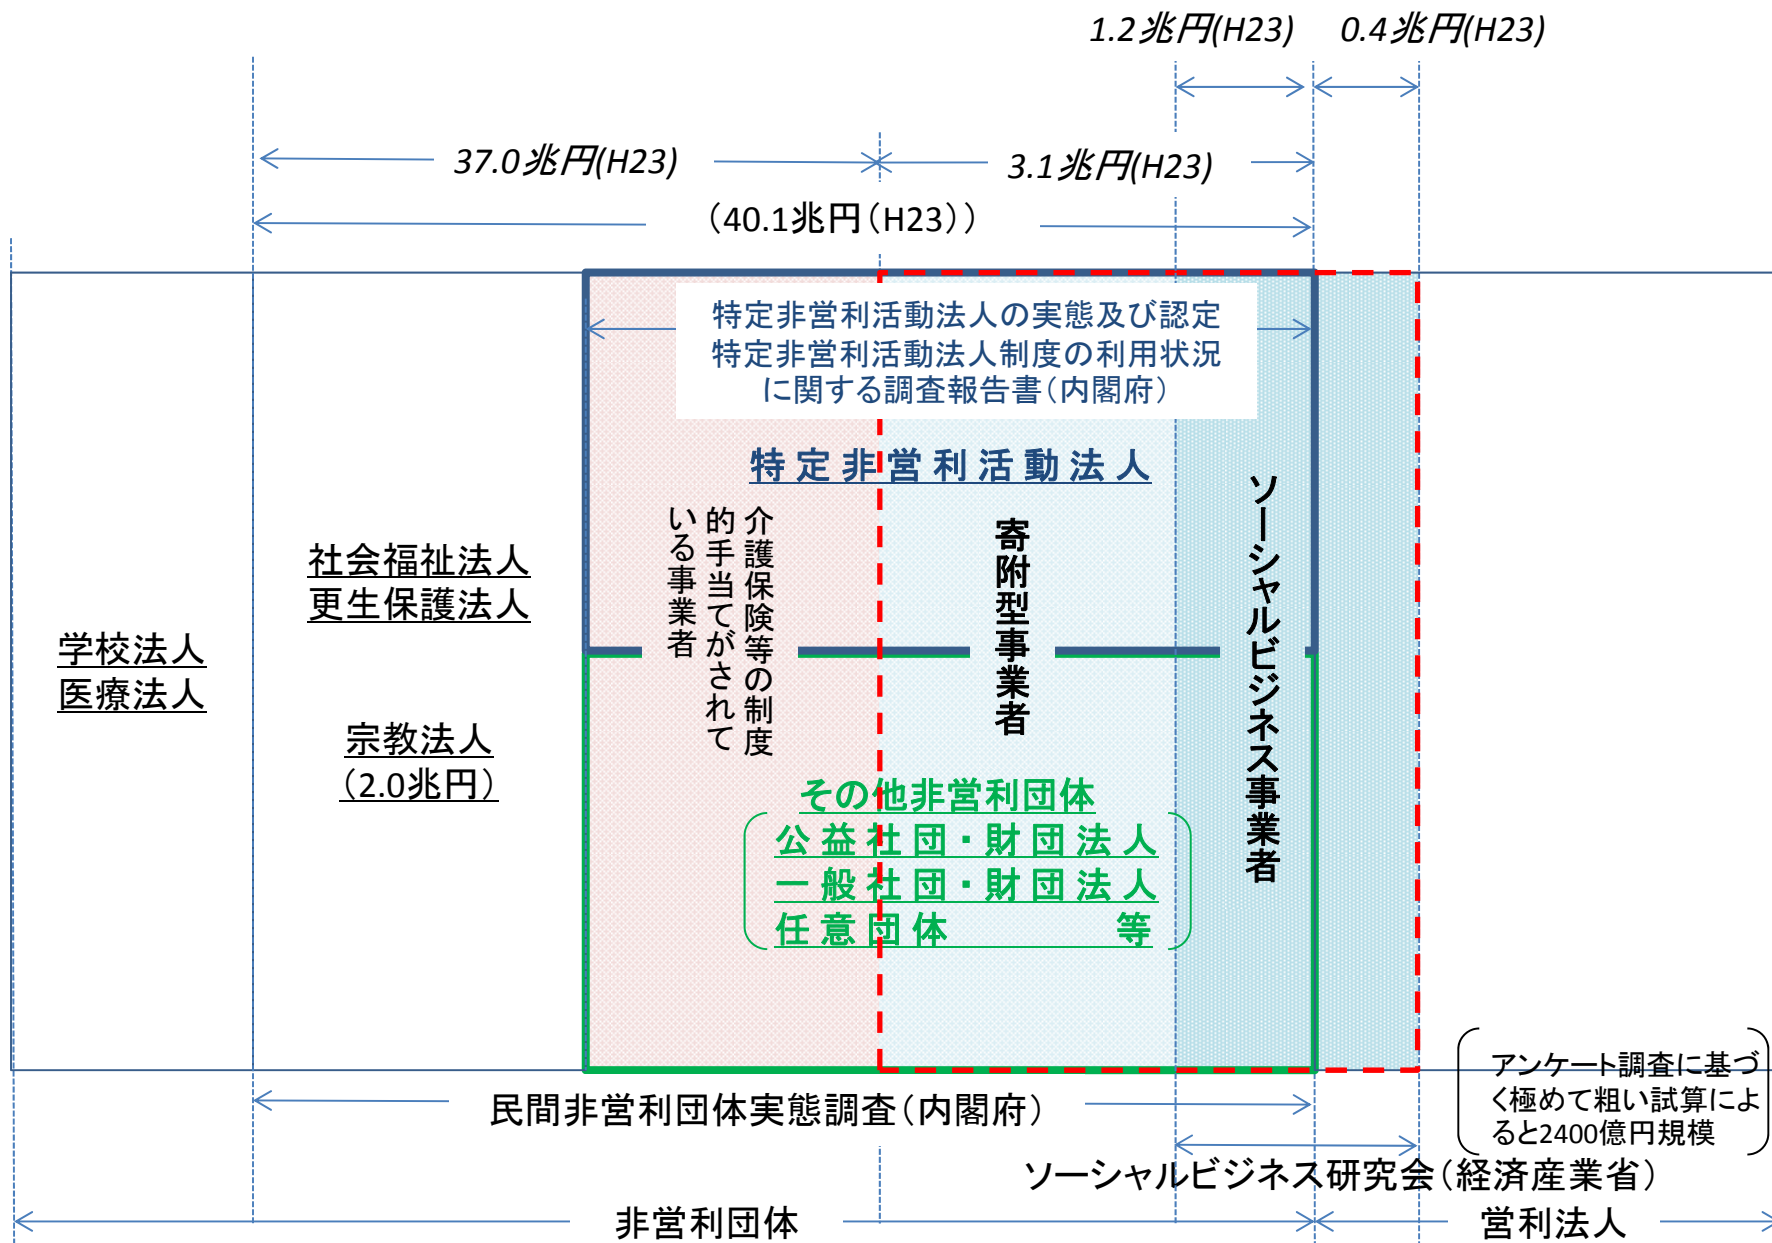 1.2兆円(H23)
0.4兆円(H23)
37.0兆円(H23)
3.1兆円(H23)
（40.1兆円（H23））
特定非営利活動法人の実態及び認定
特定非営利活動法人制度の利用状況
に関する調査報告書（内閣府）
特定非営利活動法人
学校法人
医療法人
社会福祉法人
更生保護法人
宗教法人
（2.0兆円）
介護保険等の制度
的手当てがされて
いる事業者
寄附型事業者
ソーシャルビジネス事業者
その他非営利団体
公益社団・財団法人
一般社団・財団法人
任意団体　　　　等
民間非営利団体実態調査（内閣府）
アンケート調査に基づ
く極めて粗い試算によ
ると2400億円規模
ソーシャルビジネス研究会（経済産業省）
非営利団体
営利法人